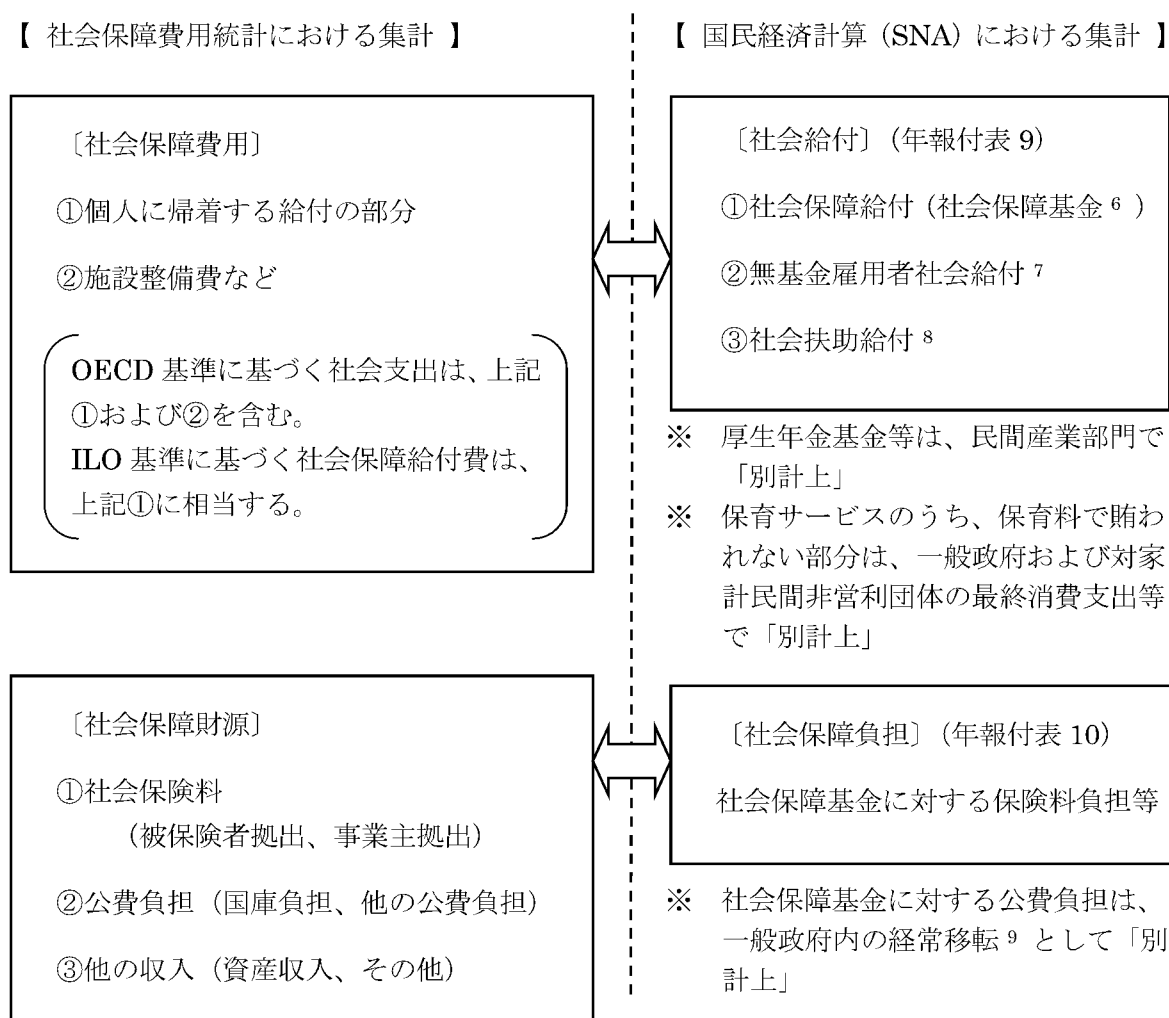 【 社会保障費用統計における集計 】
〔社会保障費用〕
①個人に帰着する給付の部分
②施設整備費など
OECD 基準に基づく社会支出は、上記
①および②を含む。
ILO 基準に基づく社会保障給付費は、
上記①に相当する。
〔社会保障財源〕
①社会保険料
（被保険者拠出、事業主拠出）
②公費負担（国庫負担、他の公費負担）
③他の収入（資産収入、その他）
【 国民経済計算（SNA）における集計 】
〔社会給付〕（年報付表 9）
①社会保障給付（社会保障基金 6 ）
②無基金雇用者社会給付 7
③社会扶助給付 8
※ 厚生年金基金等は、民間産業部門で
「別計上」
※ 保育サービスのうち、保育料で賄わ
れない部分は、一般政府および対家
計民間非営利団体の最終消費支出等
で「別計上」
〔社会保障負担〕（年報付表 10）
社会保障基金に対する保険料負担等
※ 社会保障基金に対する公費負担は、
一般政府内の経常移転 9 として「別
計上」